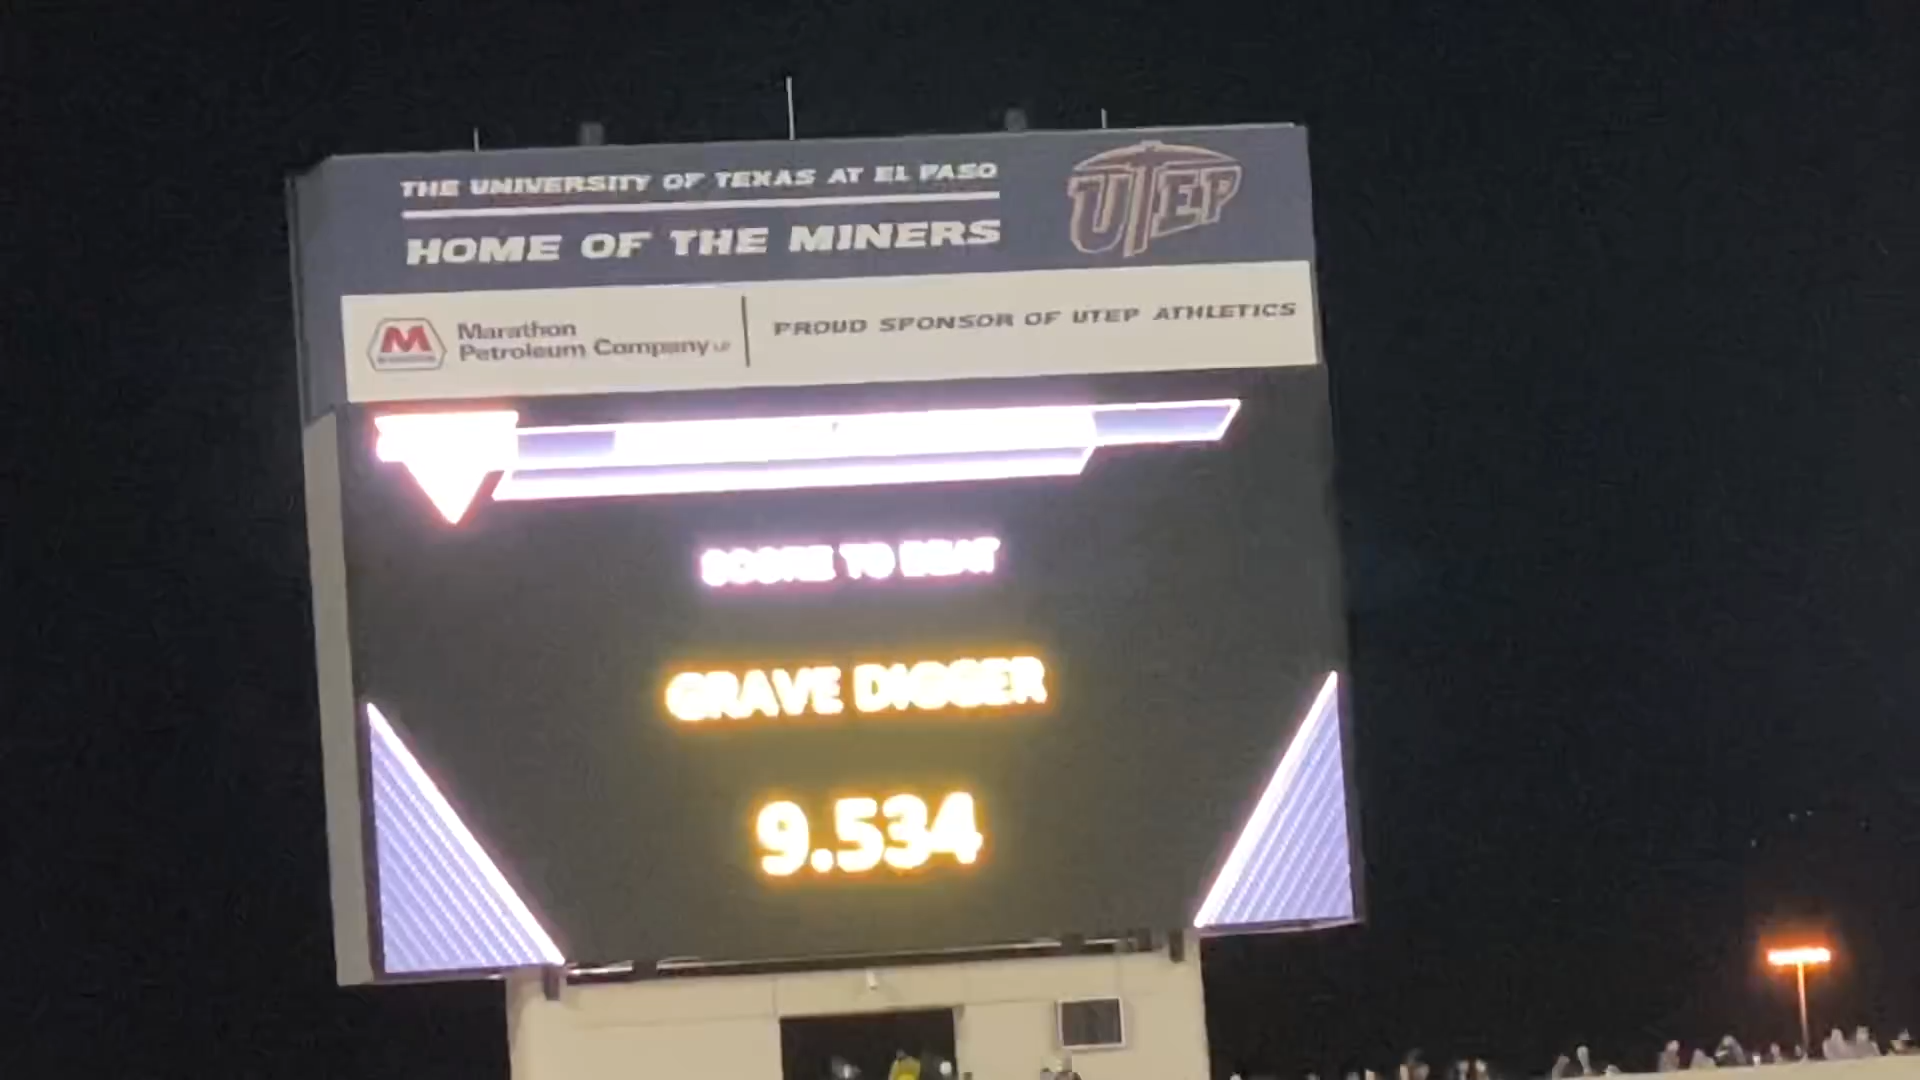 THE UNIVERSITY OF TEXAS AT EL PASO
HOME OF THE MINERS
UTEP
M
Marathon
Petroleum Company LP
PROUD SPONSOR OF UTEP ATHLETICS
SCORE TO BEAT
GRAVE DIGGER
9.534